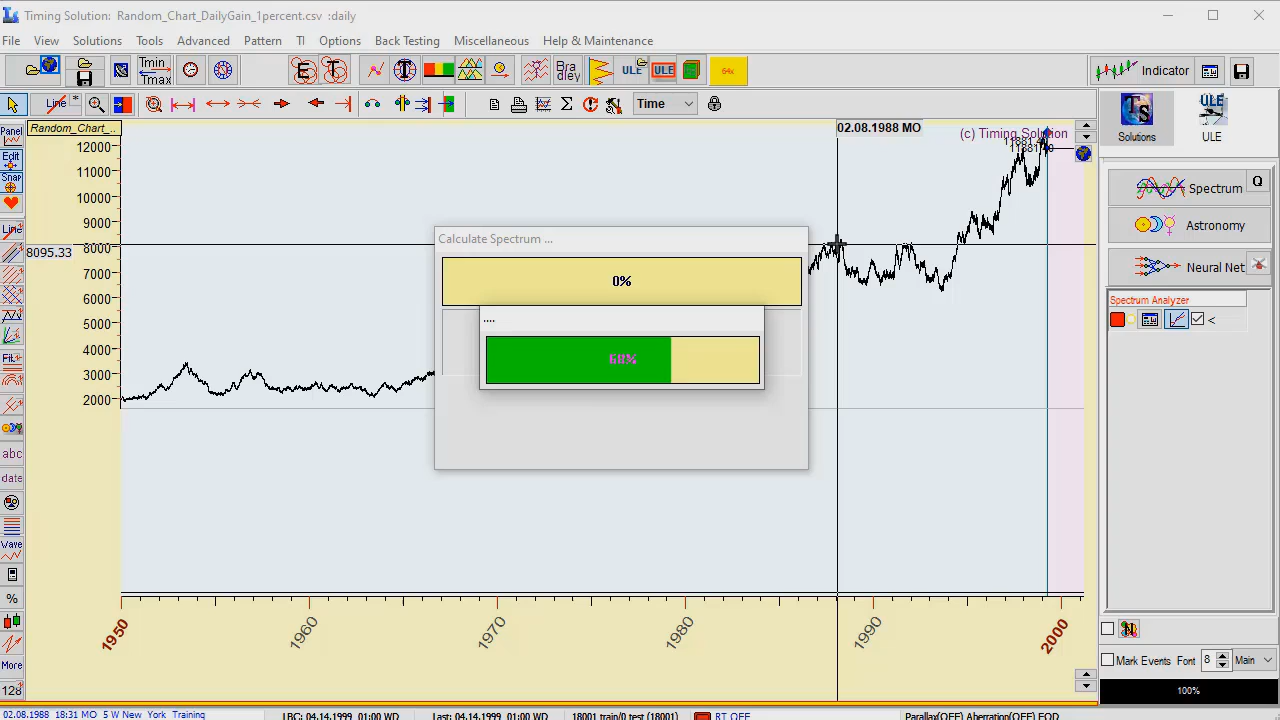 Timing Solution: Random_Chart_DailyGain_1percent.csv :daily
File View Solutions Tools Advanced Pattern TI Options Back Testing Miscellaneous Help & Maintenance
Tmin Tmax E T Bradley ULE ULE 64x Indicator
Line * Time
Panel Random_Chart_.. 02.08.1988 MO (c) Timing Solution Solutions ULE
Edit
Snap
12000
11000
10000
9000
8000
8095.33
7000
6000
5000
4000
3000
2000
11881.40
Calculate Spectrum ...
0%
....
68%
Spectrum Q
Astronomy
Neural Net
Spectrum Analyzer
<
Line
Fit
abc
date
Wave
%
More
128
1950 1960 1970 1980 1990 2000
N
Mark Events Font 8 Main
100%
02.08.1988 18:31 MO 5 W New York Training LBC: 04.14.1999 01:00 WD Last: 04.14.1999 01:00 WD 18001 train/0 test (18001) RT OFF Parallax(OFF) Aberration(OFF) EOD